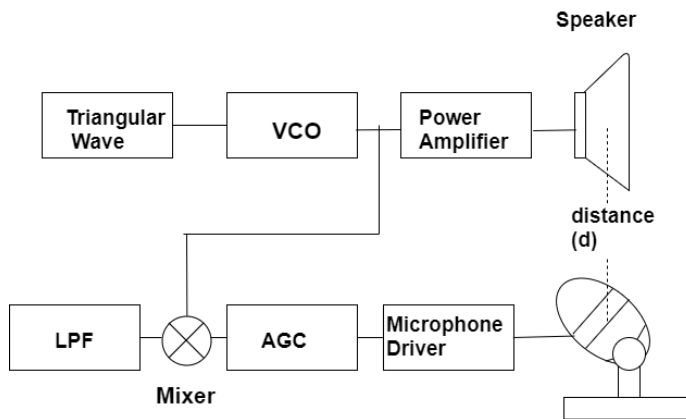 Speaker
Triangular
Wave
VCO
Power
Amplifier
distance
(d)
LPF
Mixer
AGC
Microphone
Driver